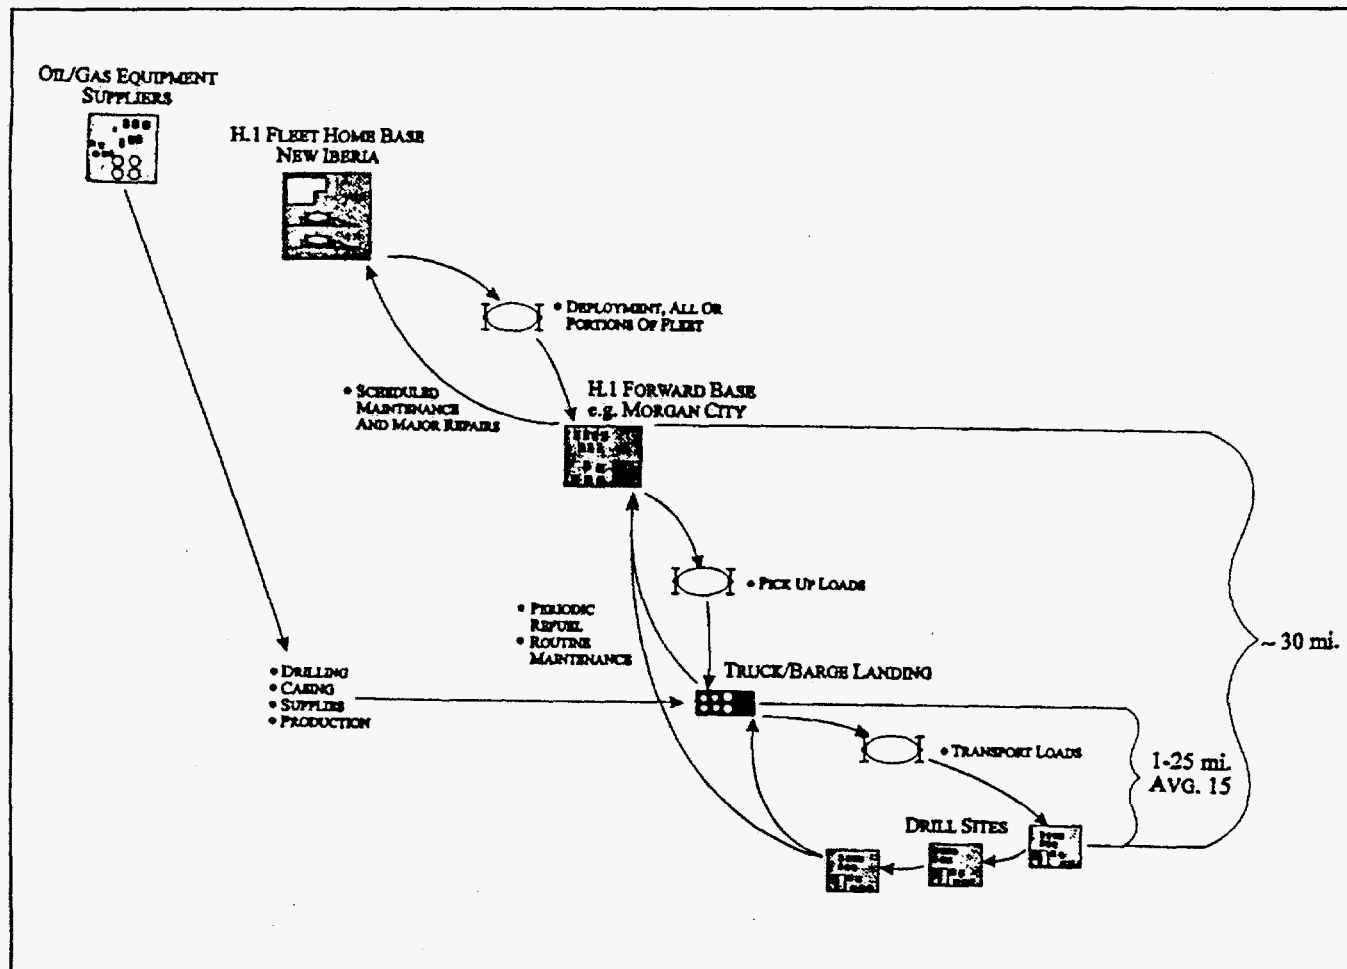 OIL/GAS EQUIPMENT
SUPPLIERS
H.1 FLEET HOME BASE
NEW IBERIA
• DEPLOYMENT, ALL OR
PORTIONS OF FLEET
• SCHEDULED
MAINTENANCE
AND MAJOR REPAIRS
H.1 FORWARD BASE
e.g. MORGAN CITY
• PICK UP LOADS
• PERIODIC
REFUEL
• ROUTINE
MAINTENANCE
~ 30 mi.
• DRILLING
• CASING
• SUPPLIES
• PRODUCTION
TRUCK/BARGE LANDING
• TRANSPORT LOADS
1-25 mi.
AVG. 15
DRILL SITES